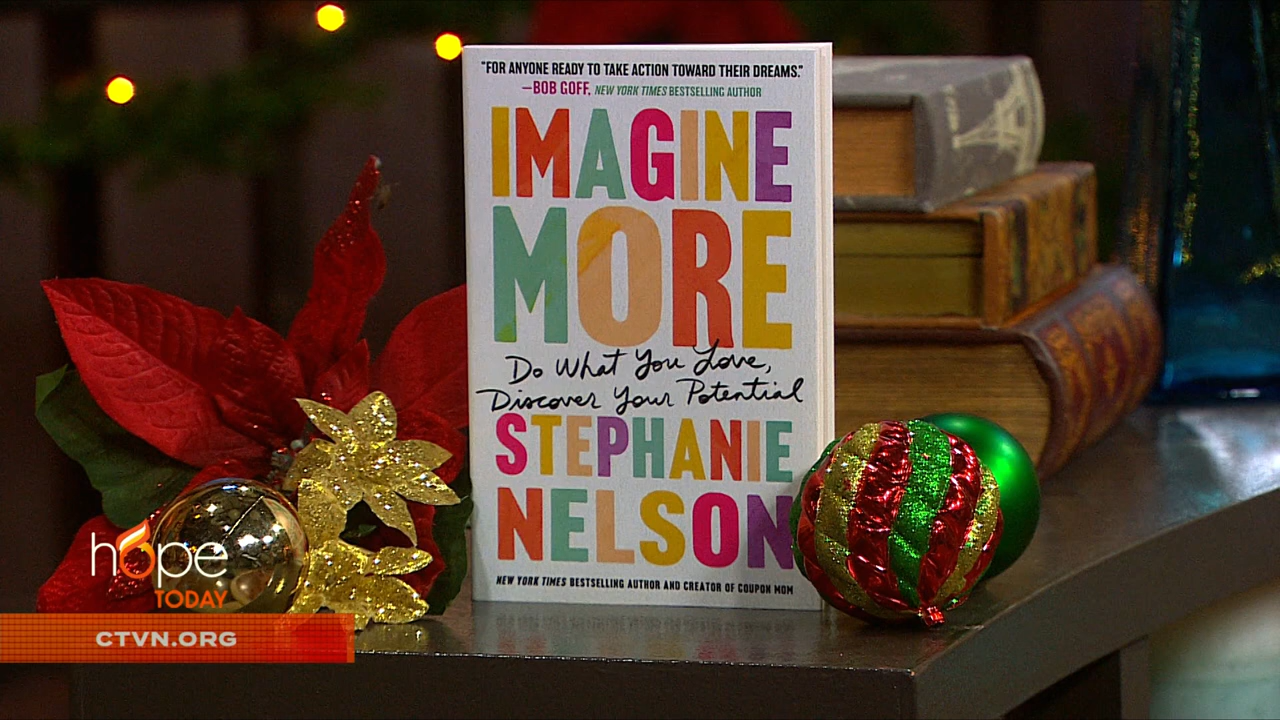 "FOR ANYONE READY TO TAKE ACTION TOWARD THEIR DREAMS."
—BOB GOFF, NEW YORK TIMES BESTSELLING AUTHOR
IMAGINE
MORE
Do What You Love,
Discover Your Potential
STEPHANIE
NELSON
NEW YORK TIMES BESTSELLING AUTHOR AND CREATOR OF COUPON MOM
hope
TODAY
CTVN.ORG